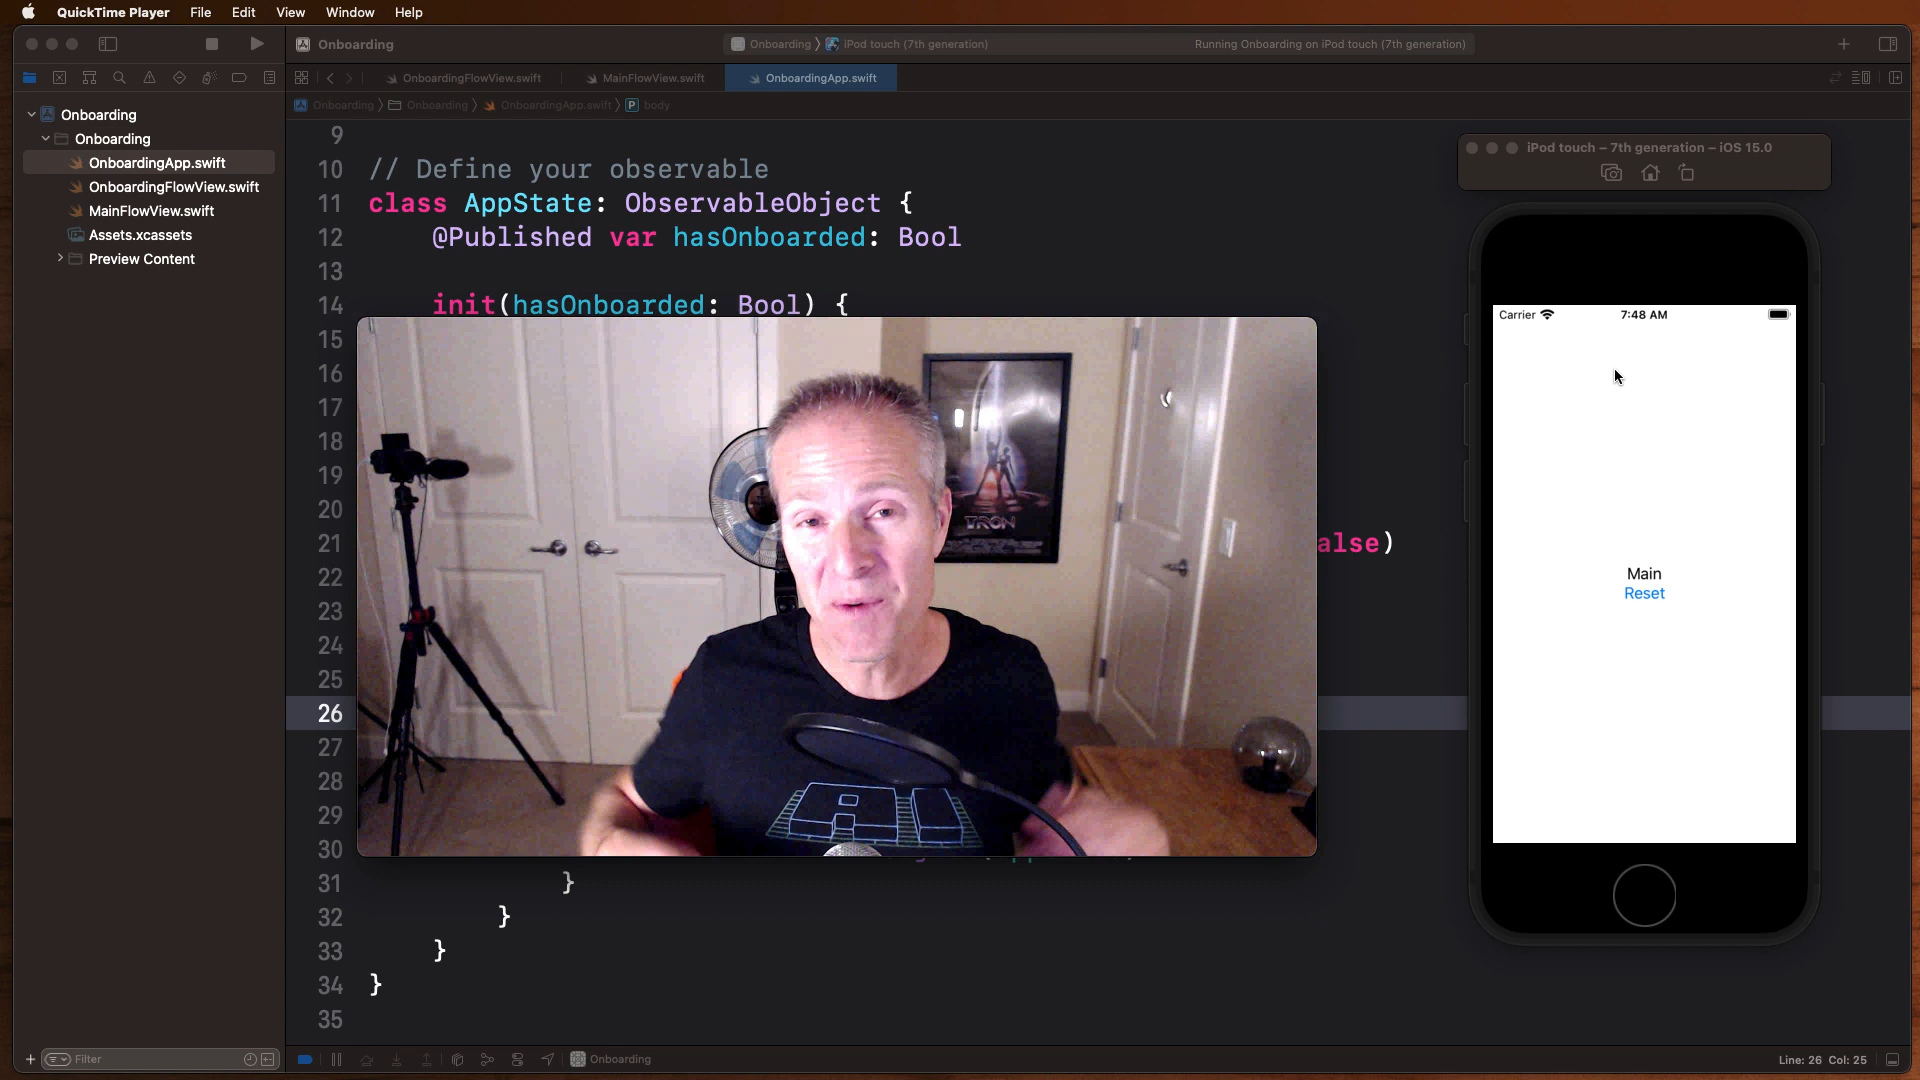 QuickTime Player File Edit View Window Help
Onboarding
Onboarding 〉 iPod touch (7th generation)
Running Onboarding on iPod touch (7th generation)
OnboardingFlowView.swift
MainFlowView.swift
OnboardingApp.swift
Onboarding 〉 Onboarding 〉 OnboardingApp.swift 〉 P body
Onboarding
Onboarding
OnboardingApp.swift
OnboardingFlowView.swift
MainFlowView.swift
Assets.xcassets
Preview Content
9
10 // Define your observable
11 class AppState: ObservableObject {
12 @Published var hasOnboarded: Bool
13
14 init(hasOnboarded: Bool) {
15
16
17
18
19
20
21 alse)
22
23
24
25
26
27
28
29
30
31 }
32 }
33 }
34 }
35
TRON
iPod touch – 7th generation – iOS 15.0
Carrier 7:48 AM
Main
Reset
Filter
Onboarding
Line: 26 Col: 25